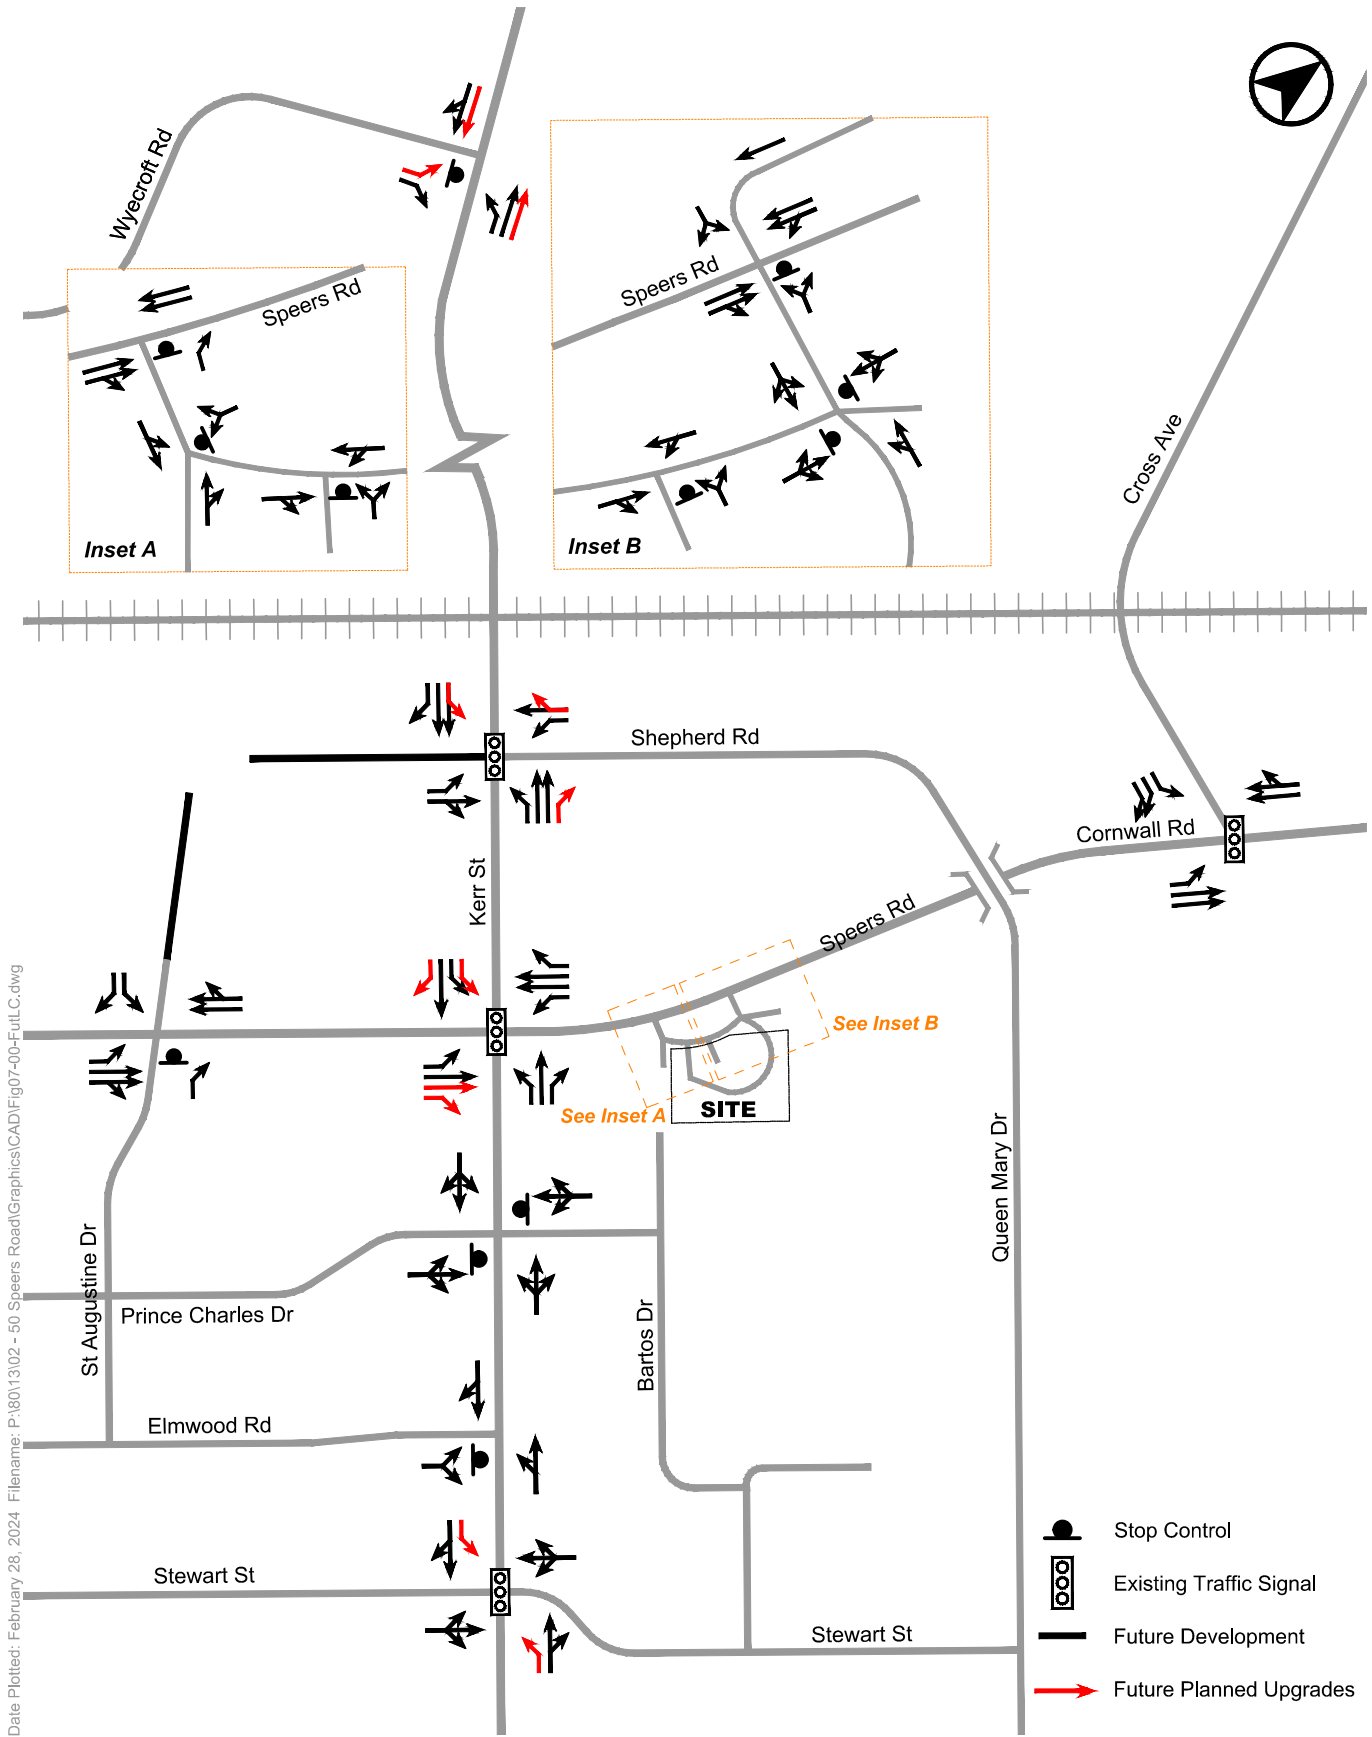 Wyecroft Rd
Speers Rd
Inset A
Speers Rd
Inset B
Cross Ave
Shepherd Rd
Kerr St
Cornwall Rd
Speers Rd
See Inset B
See Inset A
SITE
Queen Mary Dr
St Augustine Dr
Prince Charles Dr
Bartos Dr
Elmwood Rd
Stewart St
Stewart St
Stop Control
Existing Traffic Signal
Future Development
Future Planned Upgrades
Date Plotted: February 28, 2024 Filename: P:\80\13\02 - 50 Speers Road\Graphics\CAD\Fig07-00-FutLC.dwg